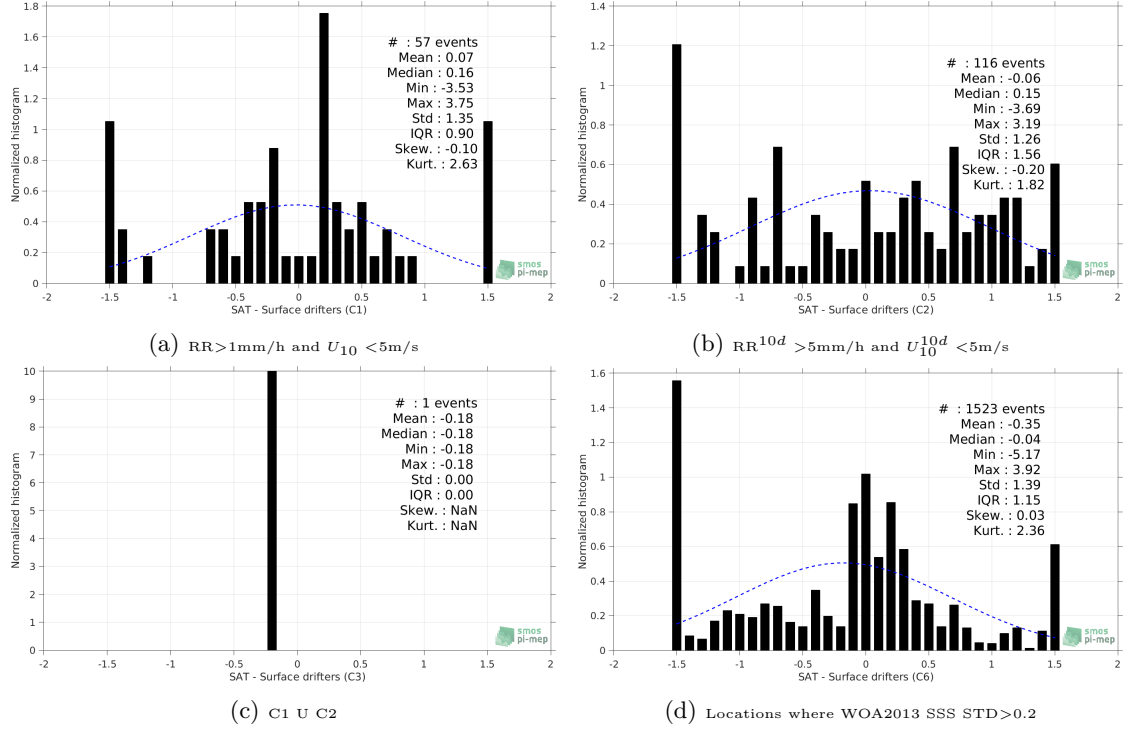 1.8
1.6
1.4
1.2
1
0.8
0.6
0.4
0.2
0
Normalized histogram
# : 57 events
Mean : 0.07
Median : 0.16
Min : -3.53
Max : 3.75
Std : 1.35
IQR : 0.90
Skew. : -0.10
Kurt. : 2.63
smos
pi-mep
-2 -1.5 -1 -0.5 0 0.5 1 1.5 2
SAT - Surface drifters (C1)
(a) RR>1mm/h and U10 <5m/s
1.4
1.2
1
0.8
0.6
0.4
0.2
0
Normalized histogram
# : 116 events
Mean : -0.06
Median : 0.15
Min : -3.69
Max : 3.19
Std : 1.26
IQR : 1.56
Skew. : -0.20
Kurt. : 1.82
smos
pi-mep
-2 -1.5 -1 -0.5 0 0.5 1 1.5 2
SAT - Surface drifters (C2)
(b) RR^10d >5mm/h and U10^10d <5m/s
10
9
8
7
6
5
4
3
2
1
0
Normalized histogram
# : 1 events
Mean : -0.18
Median : -0.18
Min : -0.18
Max : -0.18
Std : 0.00
IQR : 0.00
Skew. : NaN
Kurt. : NaN
smos
pi-mep
-2 -1.5 -1 -0.5 0 0.5 1 1.5 2
SAT - Surface drifters (C3)
(c) C1 U C2
1.6
1.4
1.2
1
0.8
0.6
0.4
0.2
0
Normalized histogram
# : 1523 events
Mean : -0.35
Median : -0.04
Min : -5.17
Max : 3.92
Std : 1.39
IQR : 1.15
Skew. : 0.03
Kurt. : 2.36
smos
pi-mep
-2 -1.5 -1 -0.5 0 0.5 1 1.5 2
SAT - Surface drifters (C6)
(d) Locations where WOA2013 SSS STD>0.2